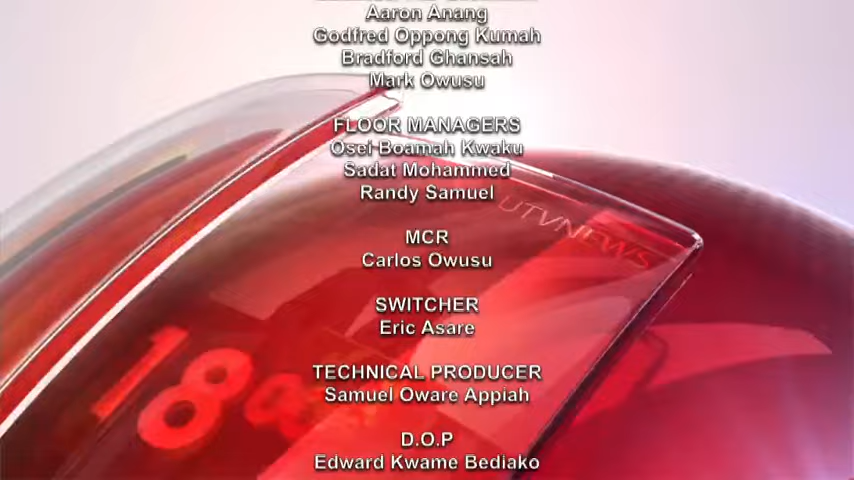 Aaron Anang
Godfred Oppong Kumah
Bradford Ghansah
Mark Owusu
FLOOR MANAGERS
Osei Boamah Kwaku
Sadat Mohammed
Randy Samuel
UTVNEWS
MCR
Carlos Owusu
SWITCHER
Eric Asare
18
TECHNICAL PRODUCER
Samuel Oware Appiah
D.O.P
Edward Kwame Bediako